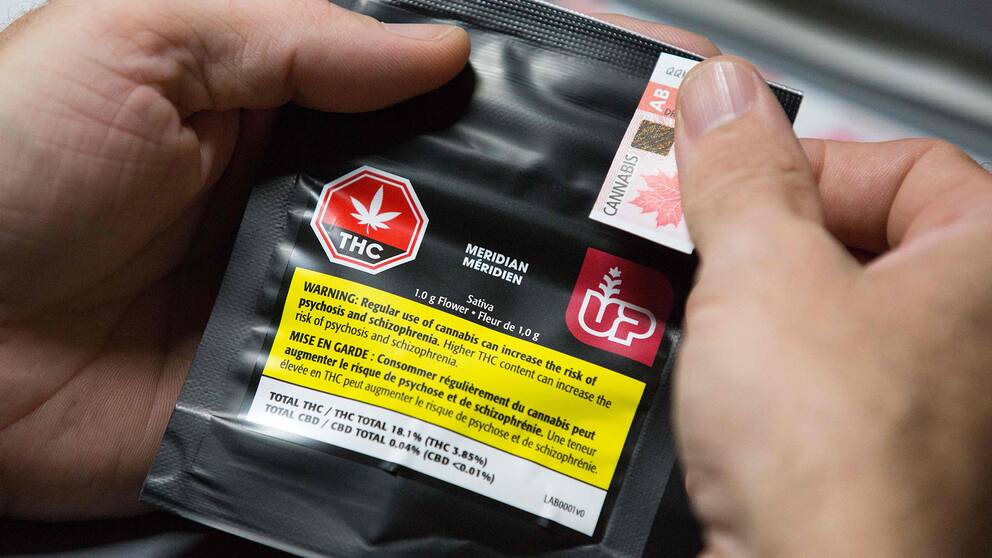 AB
CANNABIS
THC
MERIDIAN
MÉRIDIEN
Sativa
1.0 g Flower • Fleur de 1,0 g
UP
WARNING: Regular use of cannabis can increase the risk of
psychosis and schizophrenia. Higher THC content can increase the
risk of psychosis and schizophrenia.
MISE EN GARDE : Consommer régulièrement du cannabis peut
augmenter le risque de psychose et de schizophrénie. Une teneur
élevée en THC peut augmenter le risque de psychose et de schizophrénie.
TOTAL THC / THC TOTAL 18.1% (THC 3.85%)
TOTAL CBD / CBD TOTAL 0.04% (CBD <0.01%)
LAB0001v0